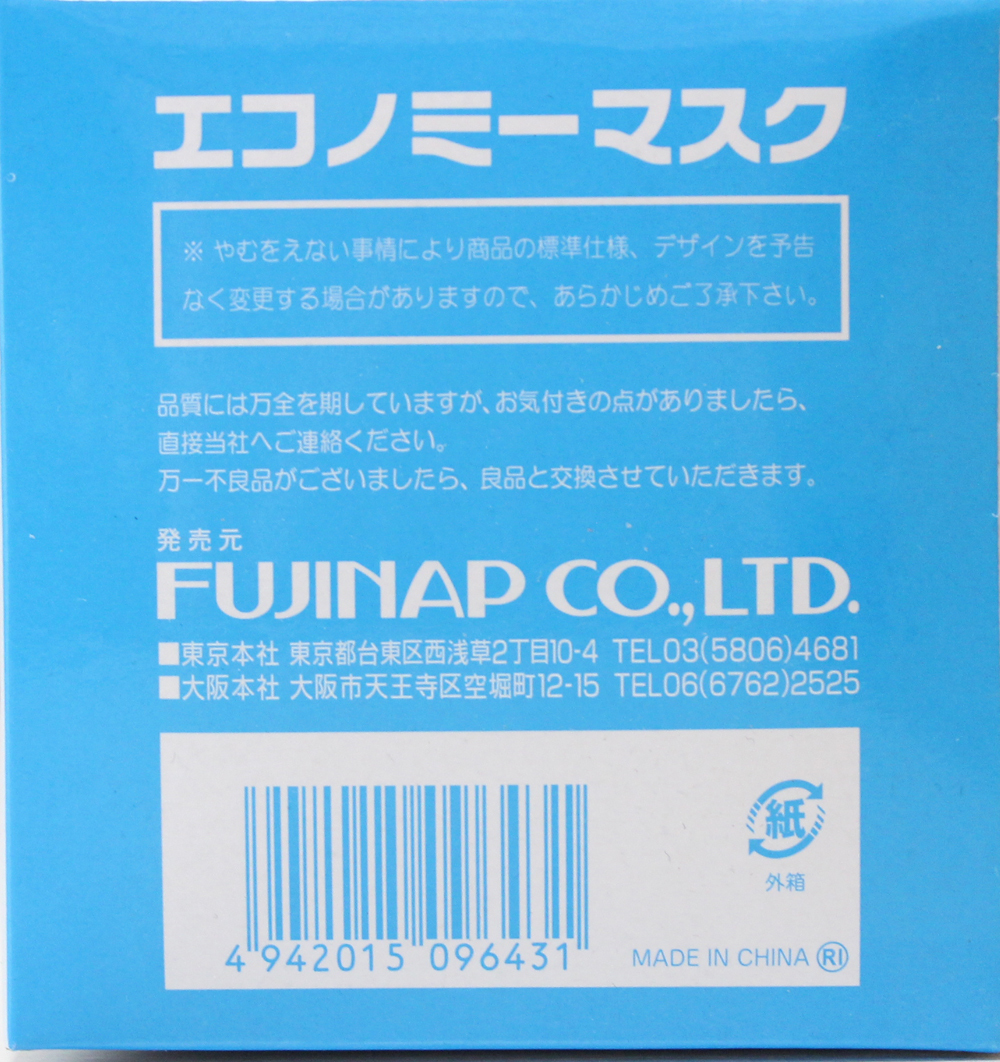 エコノミーマスク
※ やむをえない事情により商品の標準仕様、デザインを予告
なく変更する場合がありますので、あらかじめご了承下さい。
品質には万全を期していますが、お気付きの点がありましたら、
直接当社へご連絡ください。
万一不良品がございましたら、良品と交換させていただきます。
発売元
FUJINAP CO.,LTD.
■東京本社 東京都台東区西浅草2丁目10-4 TEL03(5806)4681
■大阪本社 大阪市天王寺区空堀町12-15 TEL06(6762)2525
紙
外箱
4 942015 096431
MADE IN CHINA RI